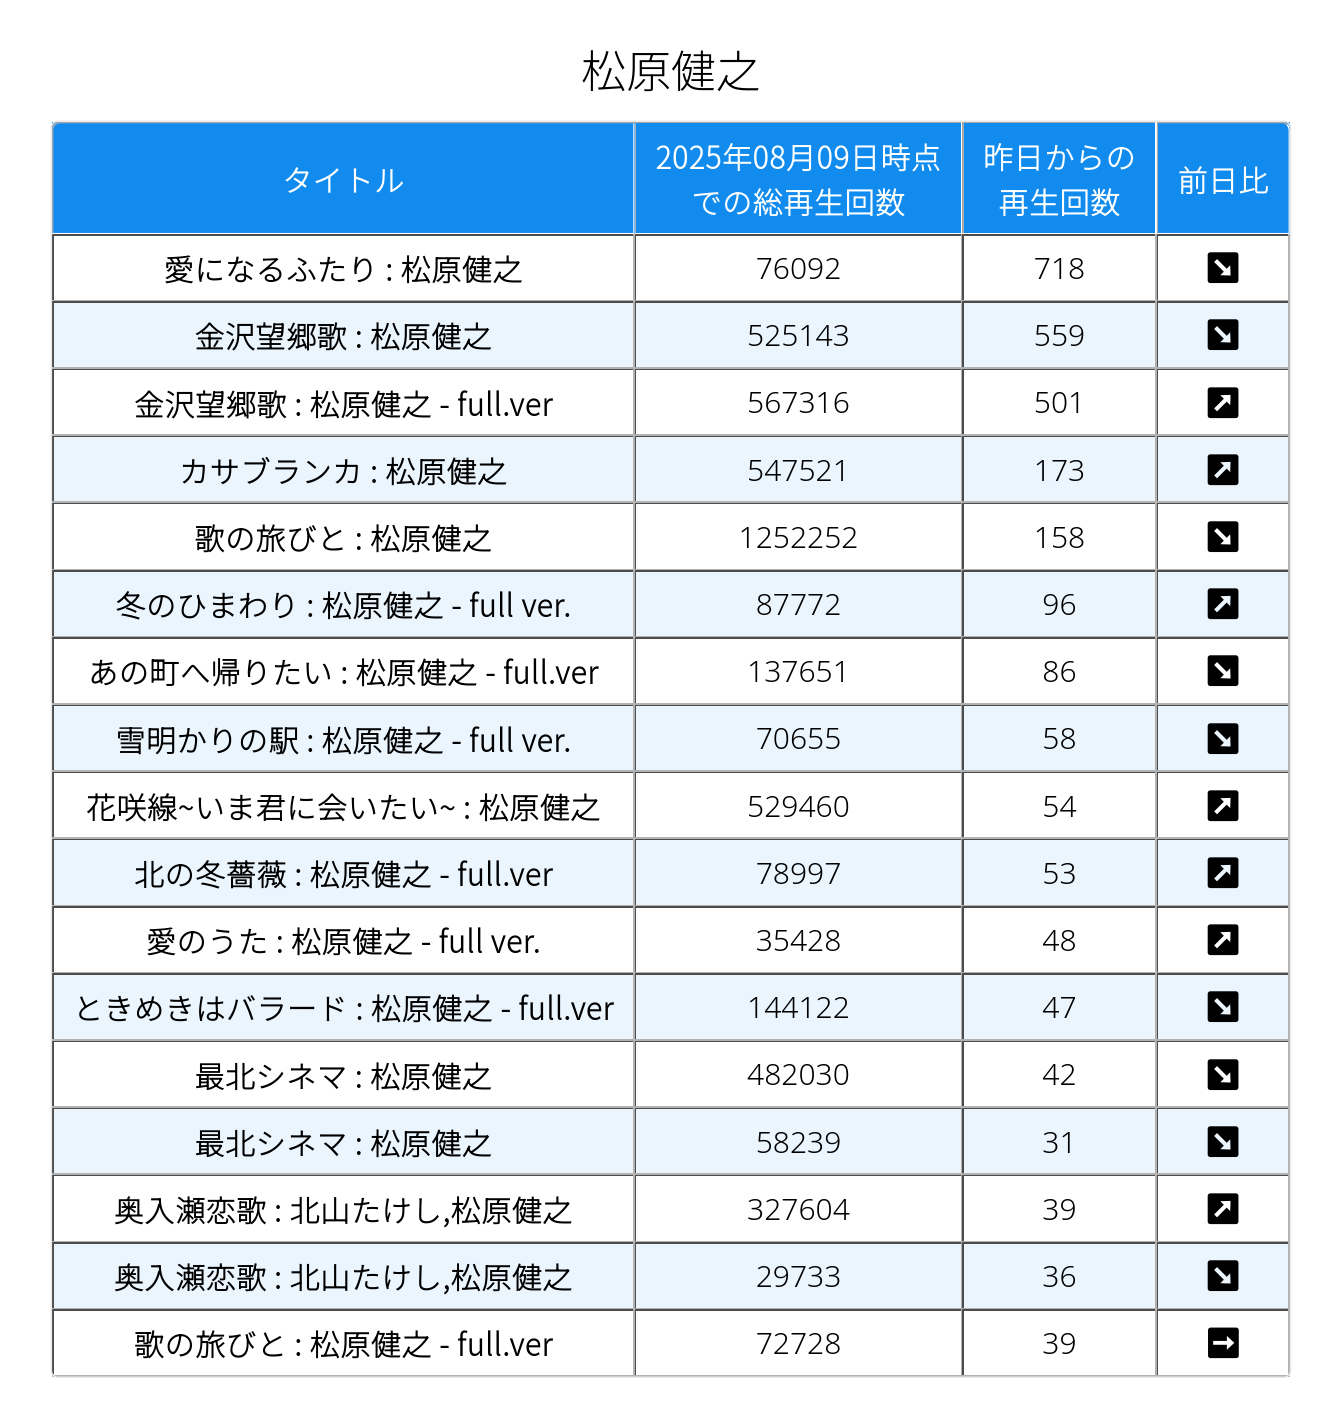 松原健之
タイトル
2025年08月09日時点
での総再生回数
昨日からの
再生回数
前日比
愛になるふたり : 松原健之 76092 718 ↘
金沢望郷歌 : 松原健之 525143 559 ↘
金沢望郷歌 : 松原健之 - full.ver 567316 501 ↗
カサブランカ : 松原健之 547521 173 ↗
歌の旅びと : 松原健之 1252252 158 ↘
冬のひまわり : 松原健之 - full ver. 87772 96 ↗
あの町へ帰りたい : 松原健之 - full.ver 137651 86 ↘
雪明かりの駅 : 松原健之 - full ver. 70655 58 ↘
花咲線~いま君に会いたい~ : 松原健之 529460 54 ↗
北の冬薔薇 : 松原健之 - full.ver 78997 53 ↗
愛のうた : 松原健之 - full ver. 35428 48 ↗
ときめきはバラード : 松原健之 - full.ver 144122 47 ↘
最北シネマ : 松原健之 482030 42 ↘
最北シネマ : 松原健之 58239 31 ↘
奥入瀬恋歌 : 北山たけし,松原健之 327604 39 ↗
奥入瀬恋歌 : 北山たけし,松原健之 29733 36 ↘
歌の旅びと : 松原健之 - full.ver 72728 39 →